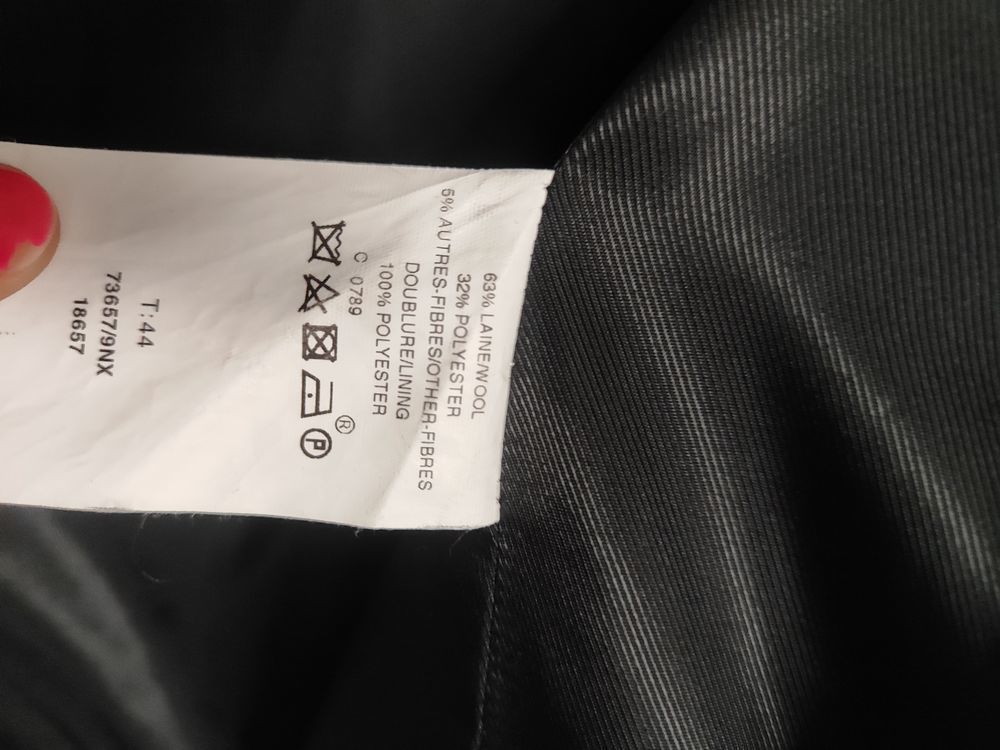 63% LAINE/WOOL
32% POLYESTER
5% AUTRES-FIBRES/OTHER-FIBRES
DOUBLURE/LINING
100% POLYESTER
C 0789
®
P
T:44
73657/9NX
18657